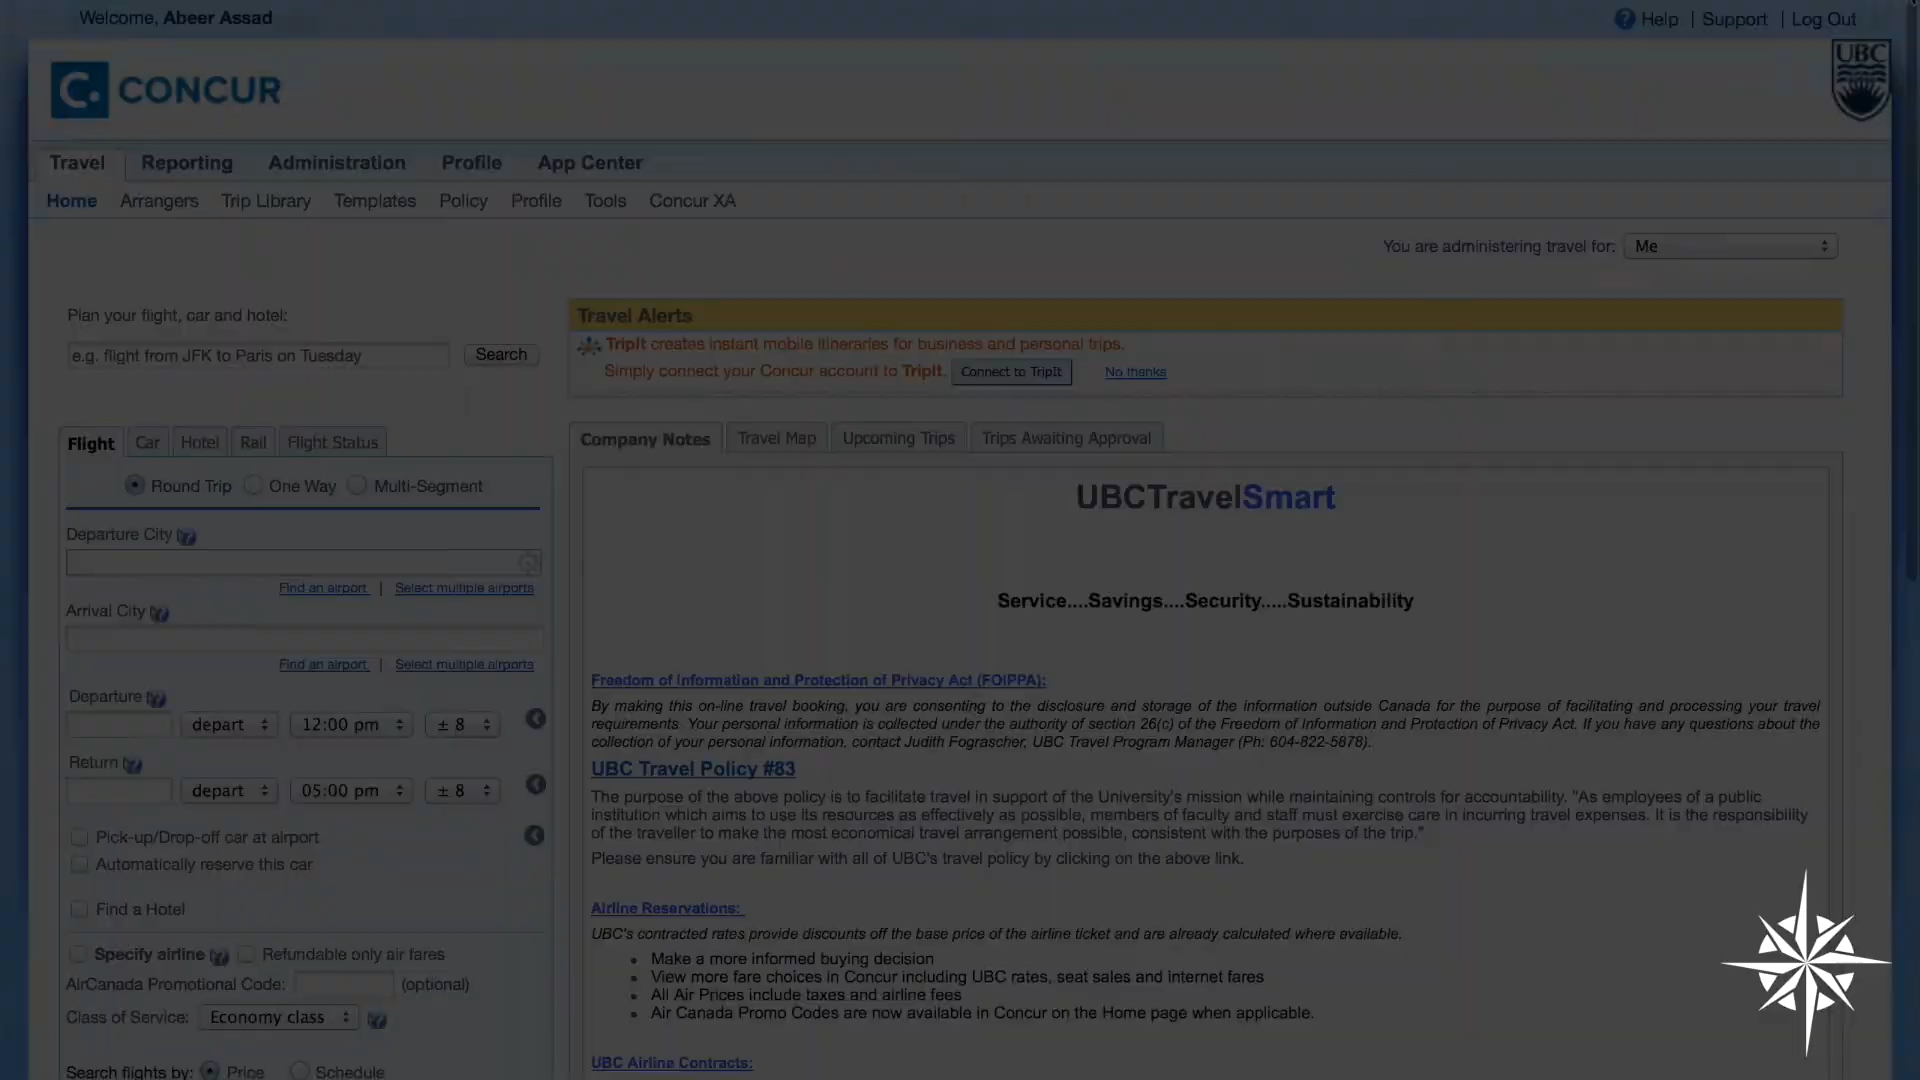 Welcome, Abeer Assad
Help | Support | Log Out
C. CONCUR
UBC
Travel Reporting Administration Profile App Center
Home Arrangers Trip Library Templates Policy Profile Tools Concur XA
You are administering travel for: Me
Plan your flight, car and hotel:
e.g. flight from JFK to Paris on Tuesday Search
Flight Car Hotel Rail Flight Status
Round Trip One Way Multi-Segment
Departure City
Find an airport | Select multiple airports
Arrival City
Find an airport | Select multiple airports
Departure
depart 12:00 pm ± 8
Return
depart 05:00 pm ± 8
Pick-up/Drop-off car at airport
Automatically reserve this car
Find a Hotel
Specify airline Refundable only air fares
AirCanada Promotional Code: (optional)
Class of Service: Economy class
Search flights by: Price Schedule
Travel Alerts
TripIt creates instant mobile itineraries for business and personal trips.
Simply connect your Concur account to TripIt. Connect to TripIt No thanks
Company Notes Travel Map Upcoming Trips Trips Awaiting Approval
UBCTravelSmart
Service....Savings....Security.....Sustainability
Freedom of Information and Protection of Privacy Act (FOIPPA):
By making this on-line travel booking, you are consenting to the disclosure and storage of the information outside Canada for the purpose of facilitating and processing your travel
requirements. Your personal information is collected under the authority of section 26(c) of the Freedom of Information and Protection of Privacy Act. If you have any questions about the
collection of your personal information, contact Judith Fograscher, UBC Travel Program Manager (Ph: 604-822-5878).
UBC Travel Policy #83
The purpose of the above policy is to facilitate travel in support of the University's mission while maintaining controls for accountability. "As employees of a public
institution which aims to use its resources as effectively as possible, members of faculty and staff must exercise care in incurring travel expenses. It is the responsibility
of the traveller to make the most economical travel arrangement possible, consistent with the purposes of the trip."
Please ensure you are familiar with all of UBC's travel policy by clicking on the above link.
Airline Reservations:
UBC's contracted rates provide discounts off the base price of the airline ticket and are already calculated where available.
Make a more informed buying decision
View more fare choices in Concur including UBC rates, seat sales and internet fares
All Air Prices include taxes and airline fees
Air Canada Promo Codes are now available in Concur on the Home page when applicable.
UBC Airline Contracts: